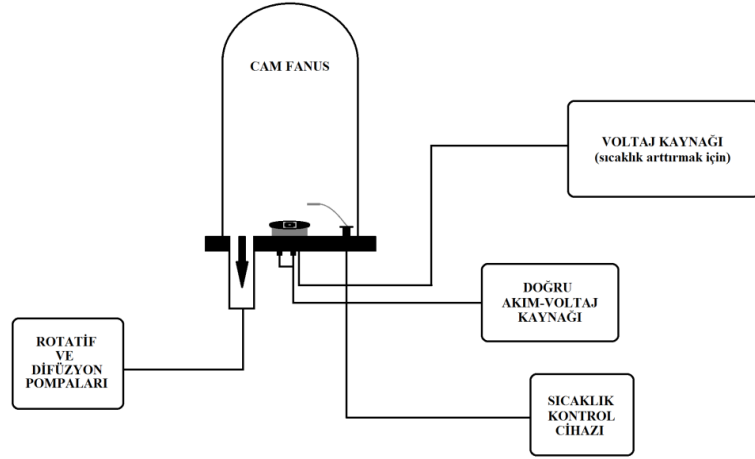 CAM FANUS
VOLTAJ KAYNAĞI
(sıcaklık arttırmak için)
DOĞRU
AKIM-VOLTAJ
KAYNAĞI
ROTATİF
VE
DİFÜZYON
POMPALARI
SICAKLIK
KONTROL
CİHAZI